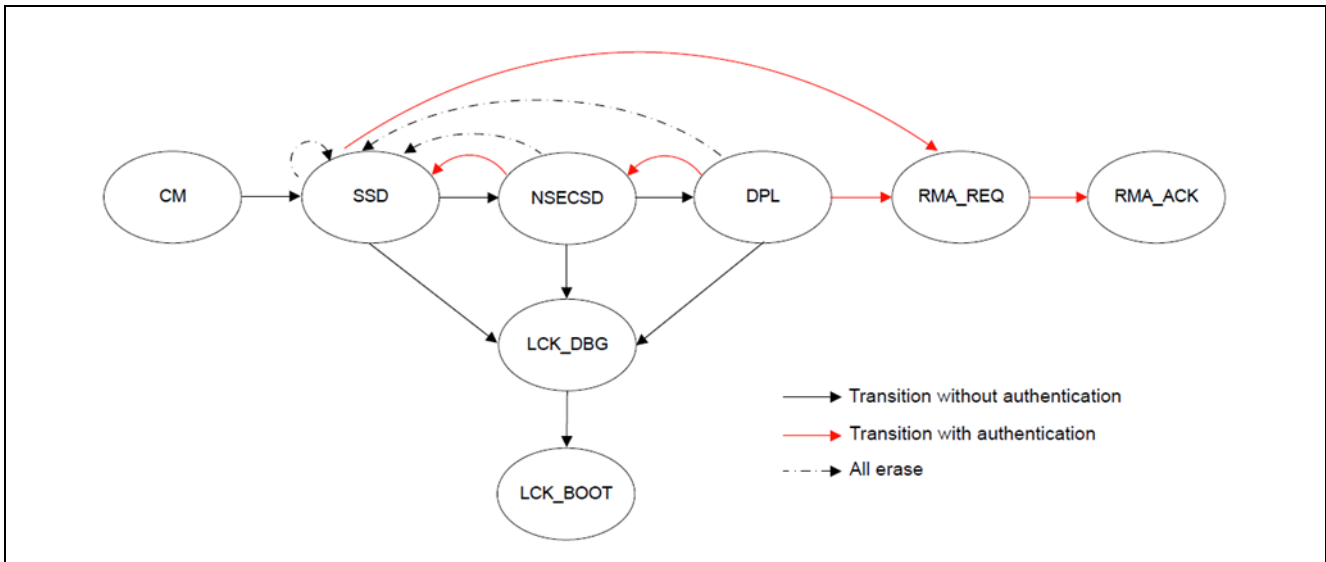 CM
SSD
NSECSD
DPL
RMA_REQ
RMA_ACK
LCK_DBG
LCK_BOOT
Transition without authentication
Transition with authentication
All erase